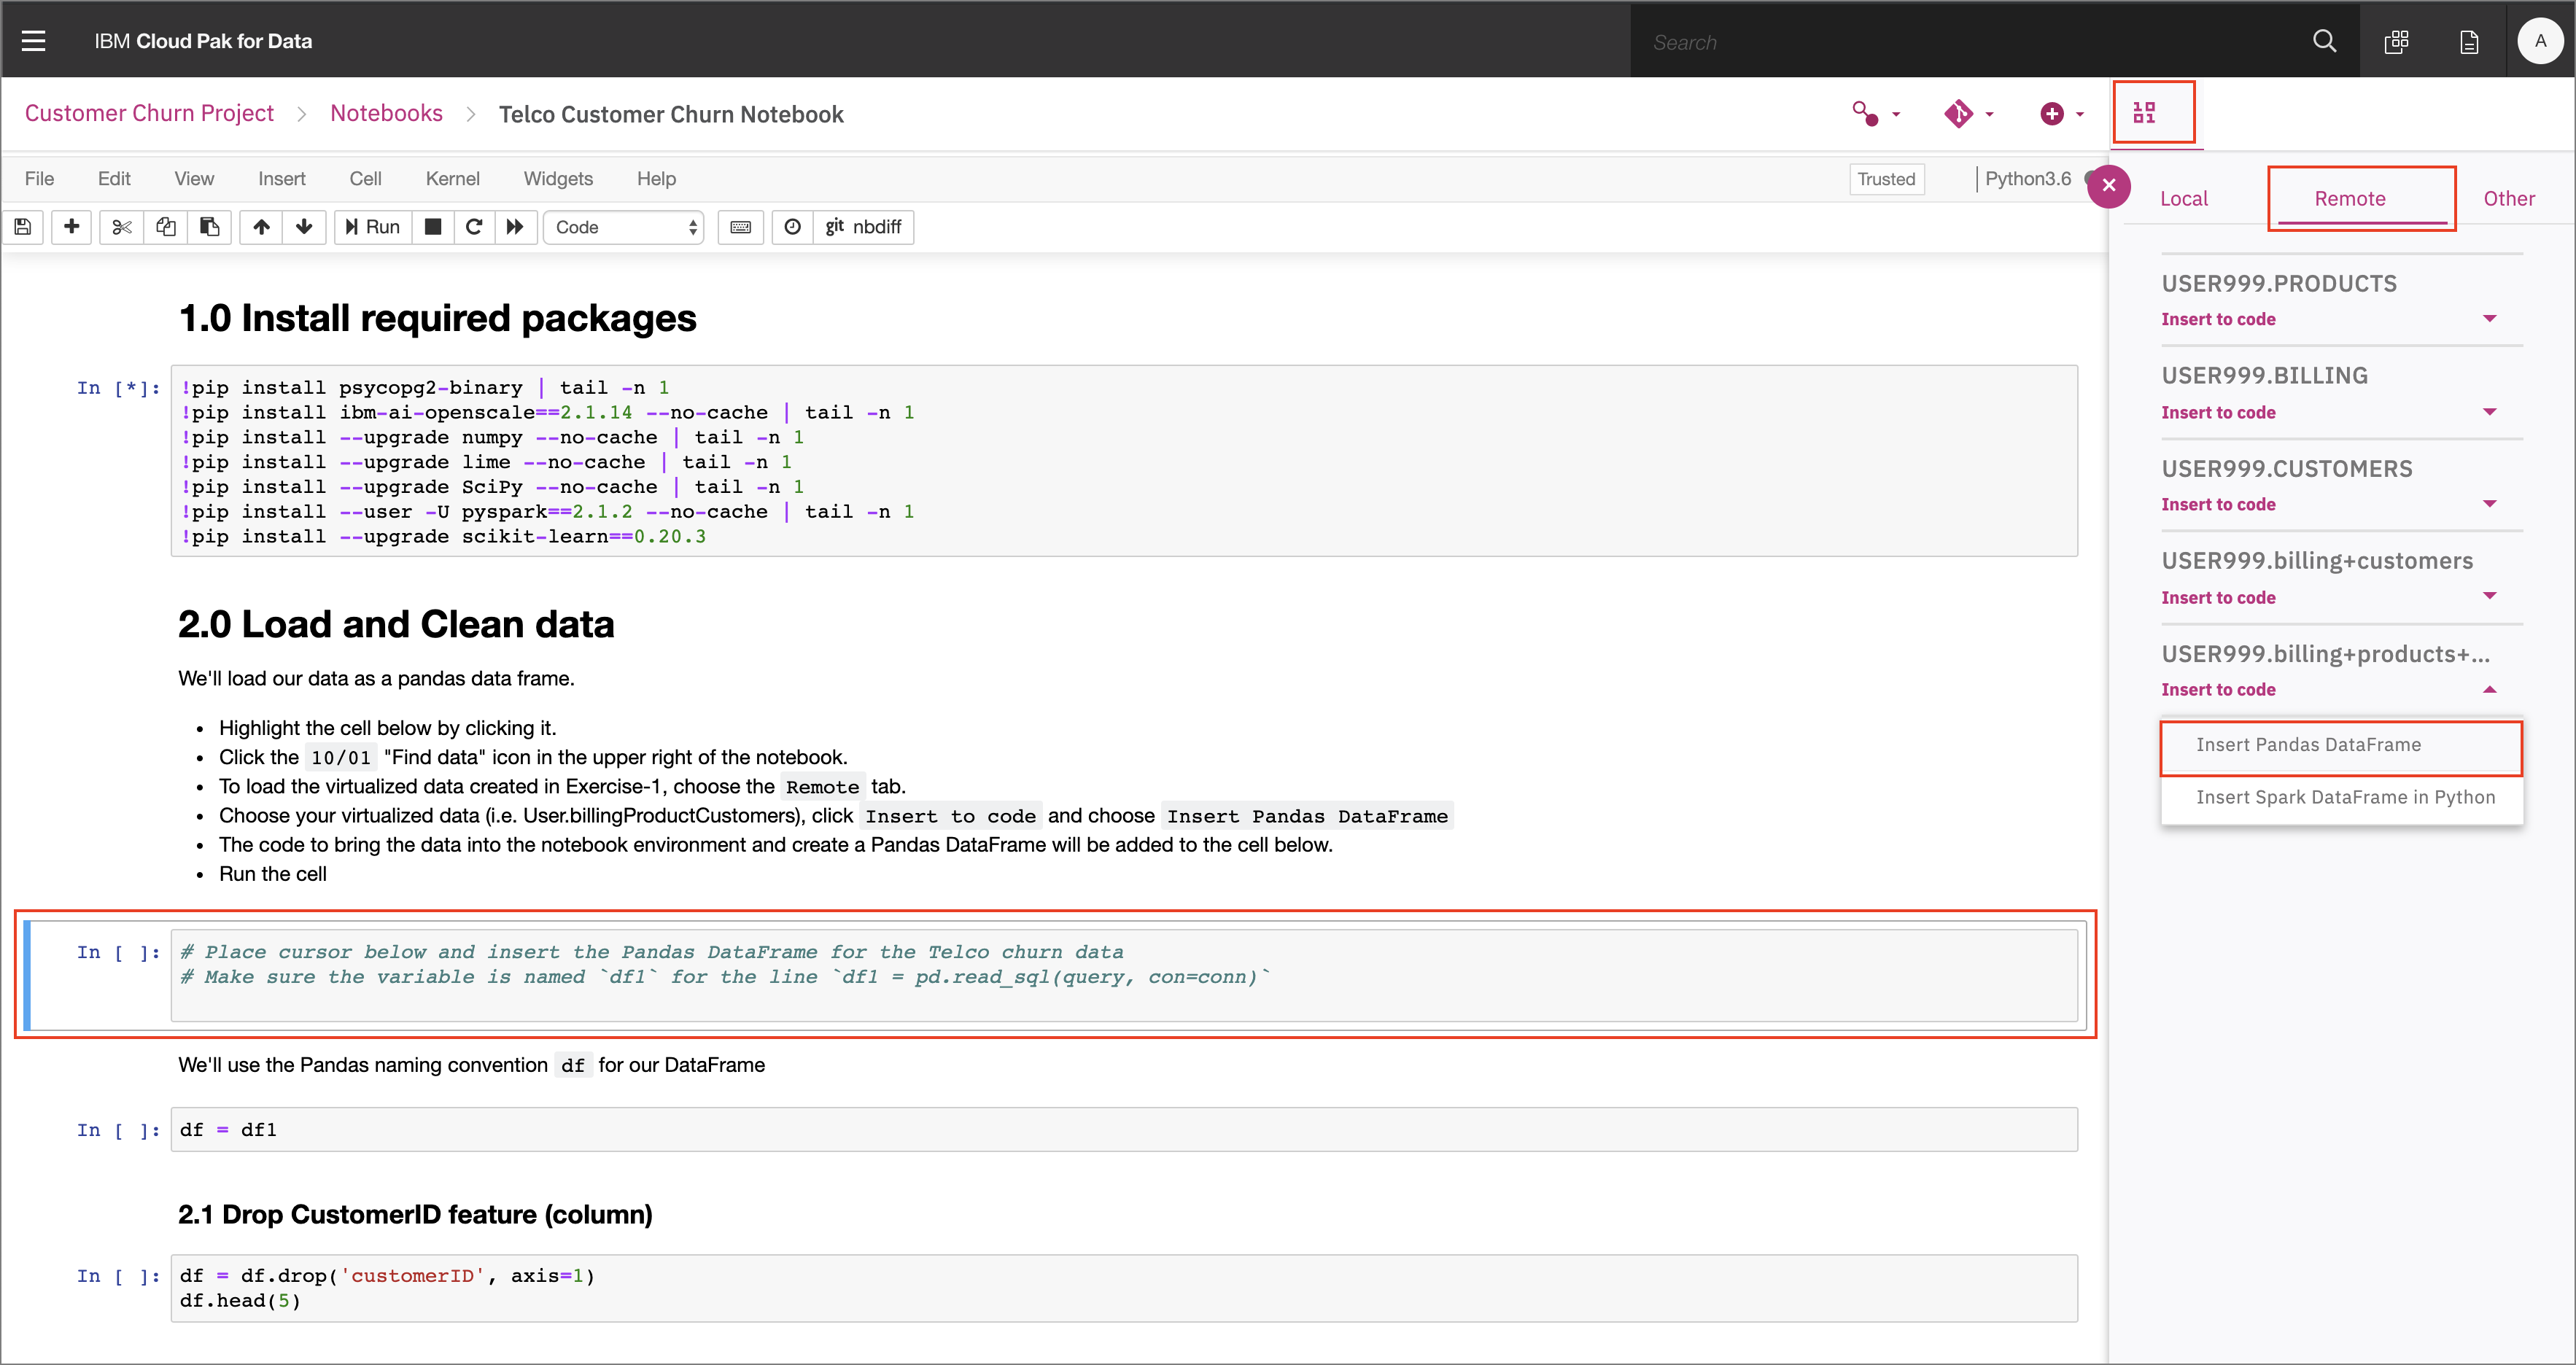 IBM Cloud Pak for Data
Search
A
Customer Churn Project > Notebooks > Telco Customer Churn Notebook
File Edit View Insert Cell Kernel Widgets Help
Trusted | Python3.6
Run Code git nbdiff
Local Remote Other
1.0 Install required packages
In [*]:
!pip install psycopg2-binary | tail -n 1
!pip install ibm-ai-openscale==2.1.14 --no-cache | tail -n 1
!pip install --upgrade numpy --no-cache | tail -n 1
!pip install --upgrade lime --no-cache | tail -n 1
!pip install --upgrade SciPy --no-cache | tail -n 1
!pip install --user -U pyspark==2.1.2 --no-cache | tail -n 1
!pip install --upgrade scikit-learn==0.20.3
2.0 Load and Clean data
We'll load our data as a pandas data frame.
• Highlight the cell below by clicking it.
• Click the 10/01 "Find data" icon in the upper right of the notebook.
• To load the virtualized data created in Exercise-1, choose the Remote tab.
• Choose your virtualized data (i.e. User.billingProductCustomers), click Insert to code and choose Insert Pandas DataFrame
• The code to bring the data into the notebook environment and create a Pandas DataFrame will be added to the cell below.
• Run the cell
In [ ]:
# Place cursor below and insert the Pandas DataFrame for the Telco churn data
# Make sure the variable is named `df1` for the line `df1 = pd.read_sql(query, con=conn)`
We'll use the Pandas naming convention df for our DataFrame
In [ ]:
df = df1
2.1 Drop CustomerID feature (column)
In [ ]:
df = df.drop('customerID', axis=1)
df.head(5)
USER999.PRODUCTS
Insert to code
USER999.BILLING
Insert to code
USER999.CUSTOMERS
Insert to code
USER999.billing+customers
Insert to code
USER999.billing+products+...
Insert to code
Insert Pandas DataFrame
Insert Spark DataFrame in Python